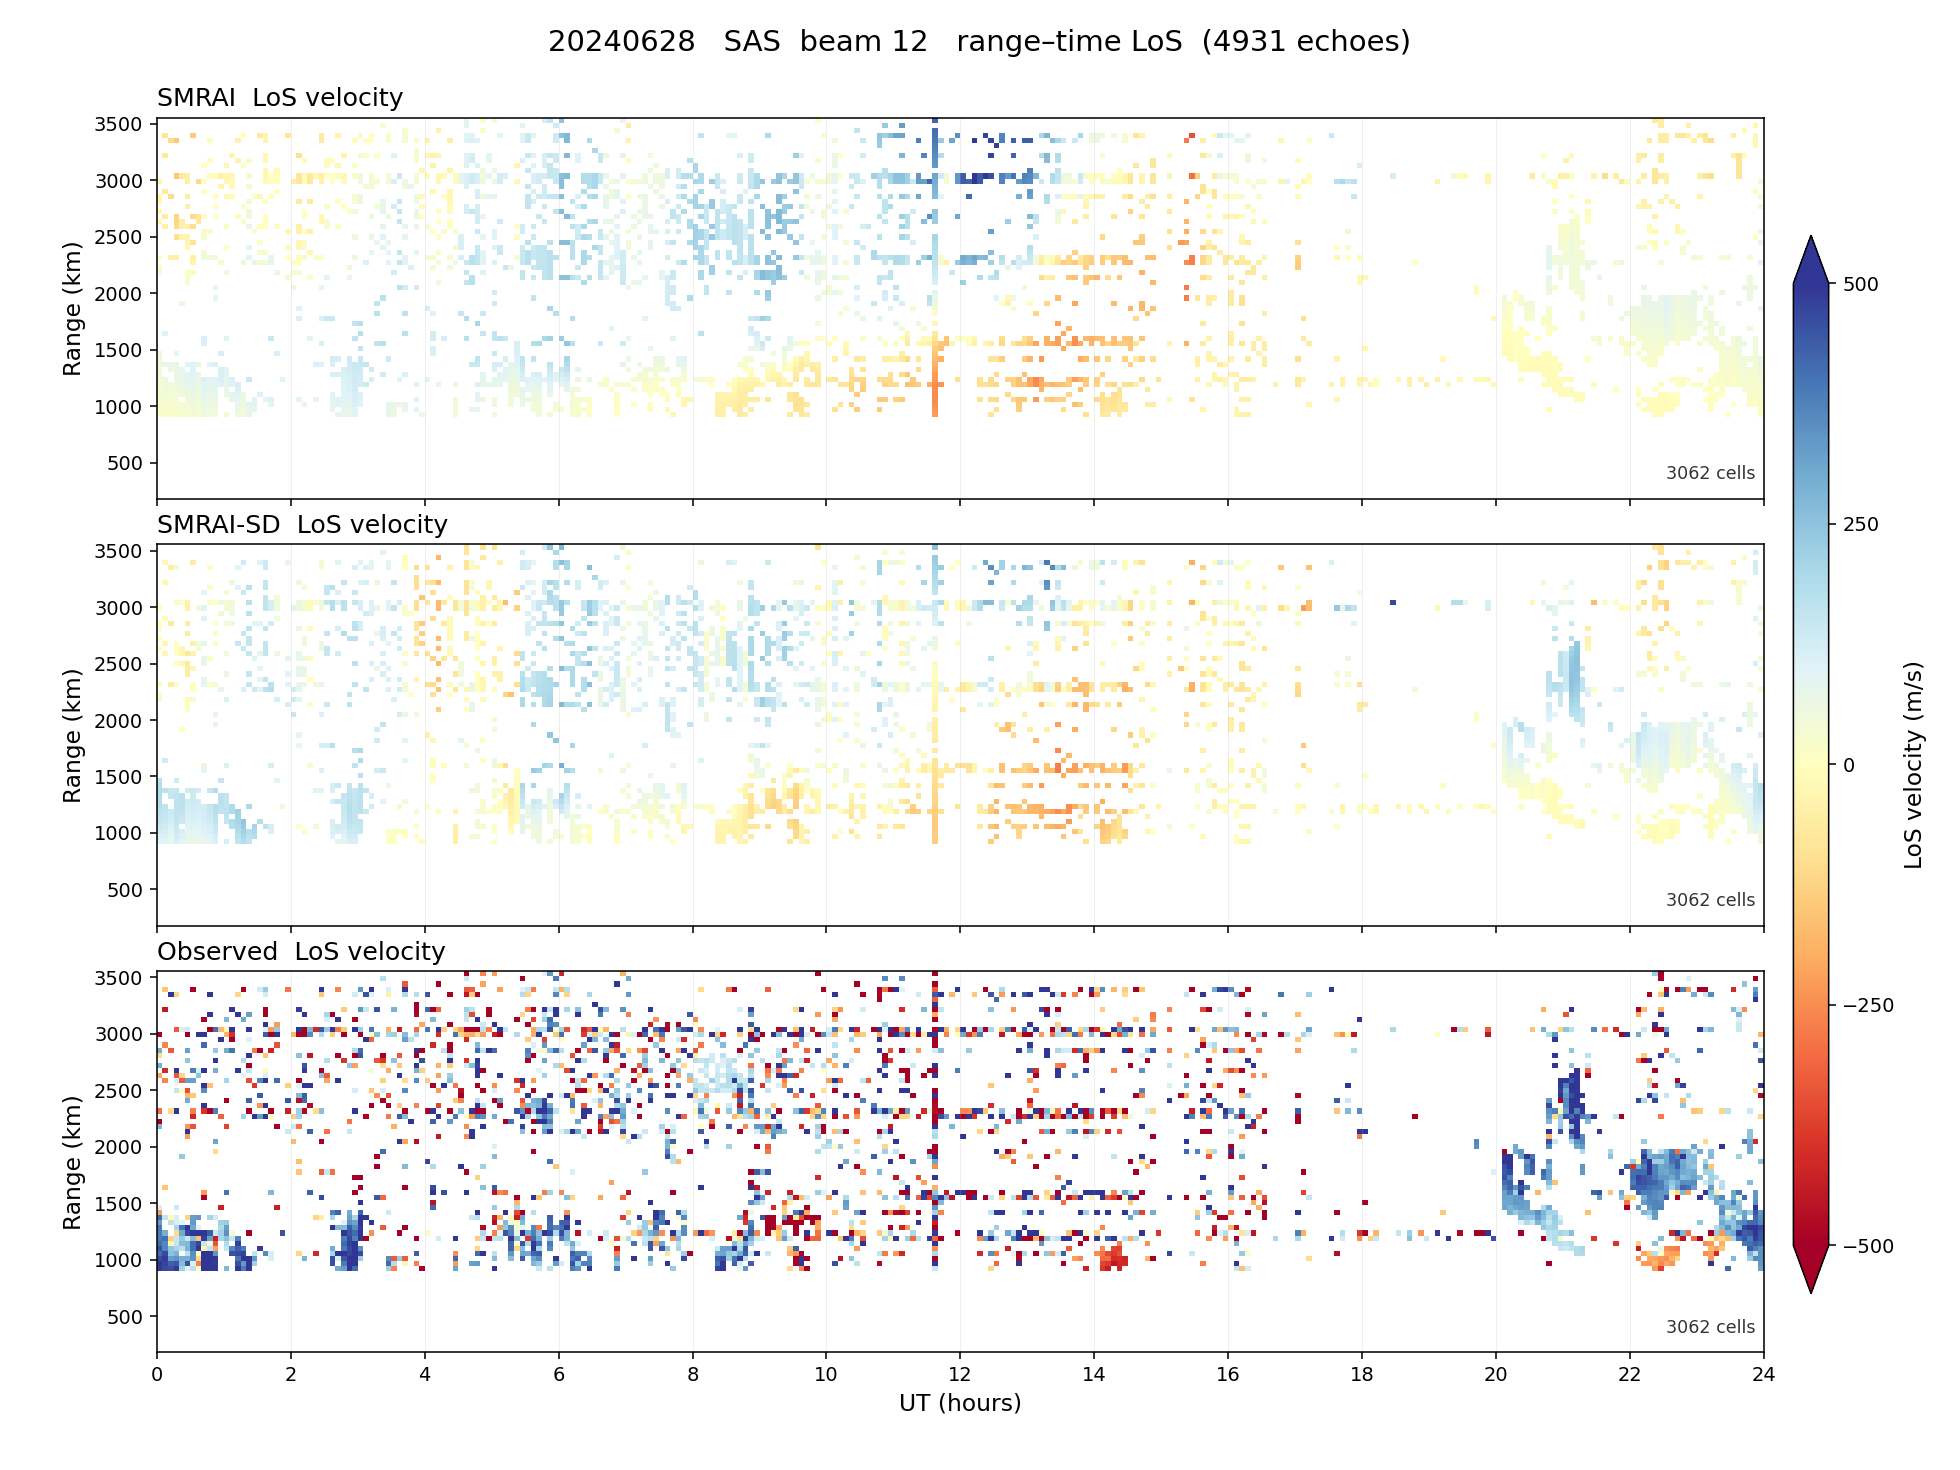 20240628   SAS  beam 12   range–time LoS  (4931 echoes)
SMRAI  LoS velocity
3500
3000
2500
2000
1500
1000
500
Range (km)
3062 cells
SMRAI-SD  LoS velocity
3500
3000
2500
2000
1500
1000
500
Range (km)
3062 cells
Observed  LoS velocity
3500
3000
2500
2000
1500
1000
500
Range (km)
3062 cells
0 2 4 6 8 10 12 14 16 18 20 22 24
UT (hours)
500
250
0
−250
−500
LoS velocity (m/s)